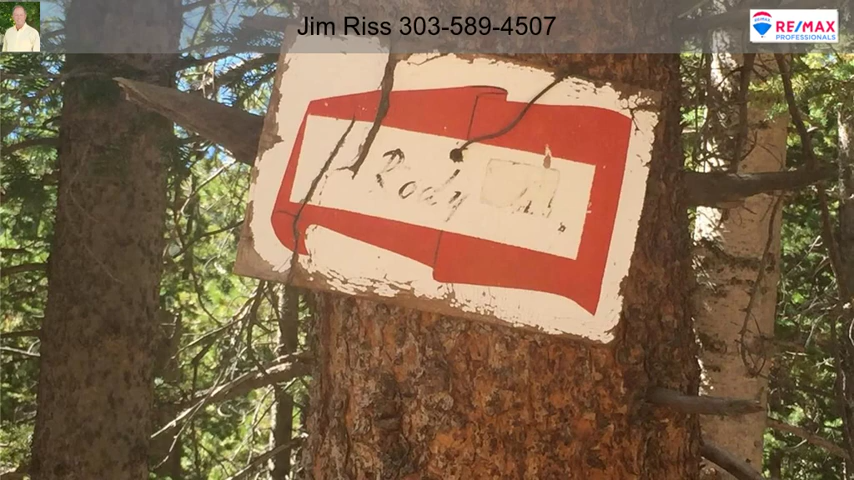 Jim Riss 303-589-4507
RE/MAX
PROFESSIONALS
Rody